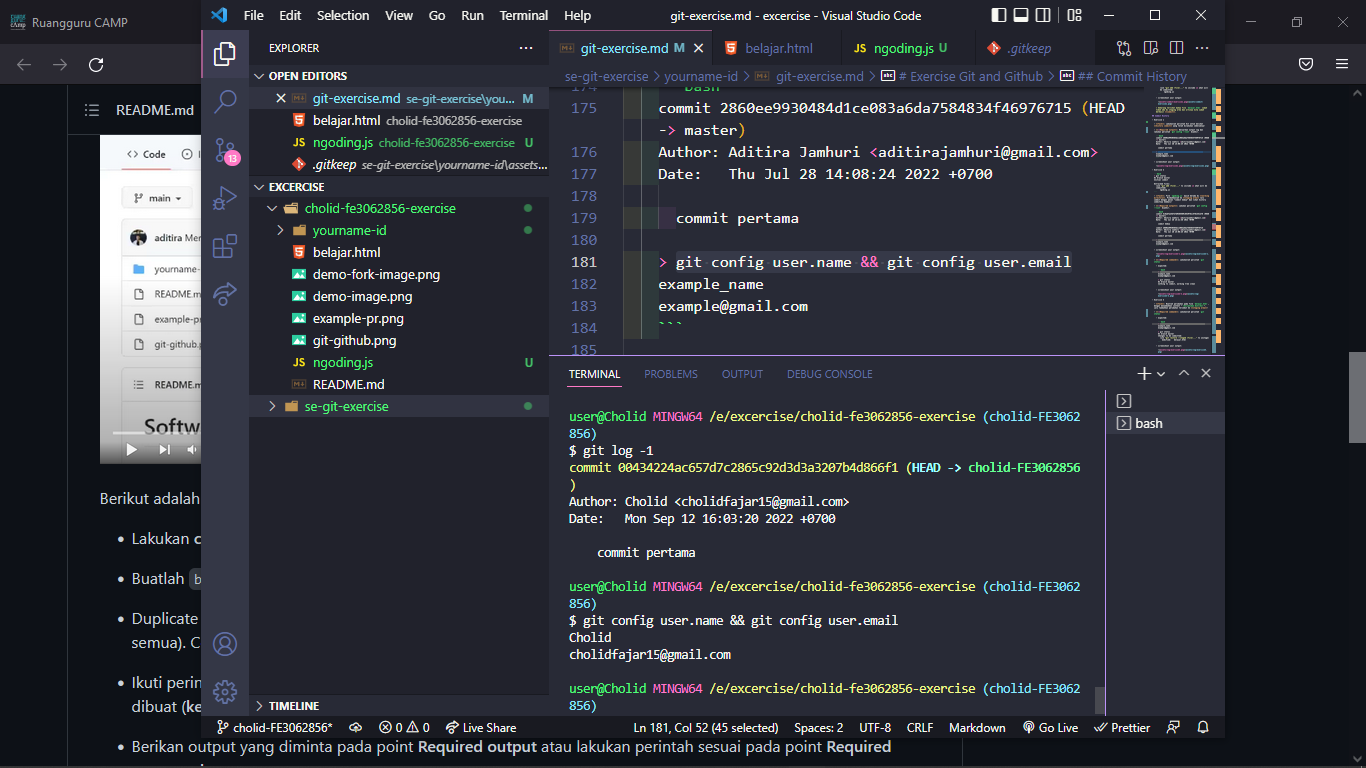 Ruangguru CAMP
File Edit Selection View Go Run Terminal Help
git-exercise.md - excercise - Visual Studio Code
README.md
Code
main
aditira Mer
yourname-
README.m
example-pr
git-github.p
README.m
Softw
Berikut adalah
Lakukan c
Buatlah b
Duplicate
semua). C
Ikuti perin
dibuat (ke
Berikan output yang diminta pada point Required output atau lakukan perintah sesuai pada point Required
EXPLORER
OPEN EDITORS
git-exercise.md se-git-exercise\you... M
belajar.html cholid-fe3062856-exercise
JS ngoding.js cholid-fe3062856-exercise U
.gitkeep se-git-exercise\yourname-id\assets...
EXCERCISE
cholid-fe3062856-exercise
yourname-id
belajar.html
demo-fork-image.png
demo-image.png
example-pr.png
git-github.png
JS ngoding.js U
README.md
se-git-exercise
TIMELINE
13
git-exercise.md M
belajar.html
JS ngoding.js U
.gitkeep
se-git-exercise > yourname-id > git-exercise.md > # Exercise Git and Github > ## Commit History
174 ```bash
175 commit 2860ee9930484d1ce083a6da7584834f46976715 (HEAD
-> master)
176 Author: Aditira Jamhuri <aditirajamhuri@gmail.com>
177 Date:   Thu Jul 28 14:08:24 2022 +0700
178
179 commit pertama
180
181 > git config user.name && git config user.email
182 example_name
183 example@gmail.com
184 ```
185
TERMINAL PROBLEMS OUTPUT DEBUG CONSOLE
user@Cholid MINGW64 /e/excercise/cholid-fe3062856-exercise (cholid-FE3062
856)
$ git log -1
commit 00434224ac657d7c2865c92d3d3a3207b4d866f1 (HEAD -> cholid-FE3062856
)
Author: Cholid <cholidfajar15@gmail.com>
Date:   Mon Sep 12 16:03:20 2022 +0700
commit pertama
user@Cholid MINGW64 /e/excercise/cholid-fe3062856-exercise (cholid-FE3062
856)
$ git config user.name && git config user.email
Cholid
cholidfajar15@gmail.com
user@Cholid MINGW64 /e/excercise/cholid-fe3062856-exercise (cholid-FE3062
856)
bash
cholid-FE3062856* 0 0 Live Share
Ln 181, Col 52 (45 selected) Spaces: 2 UTF-8 CRLF Markdown Go Live Prettier